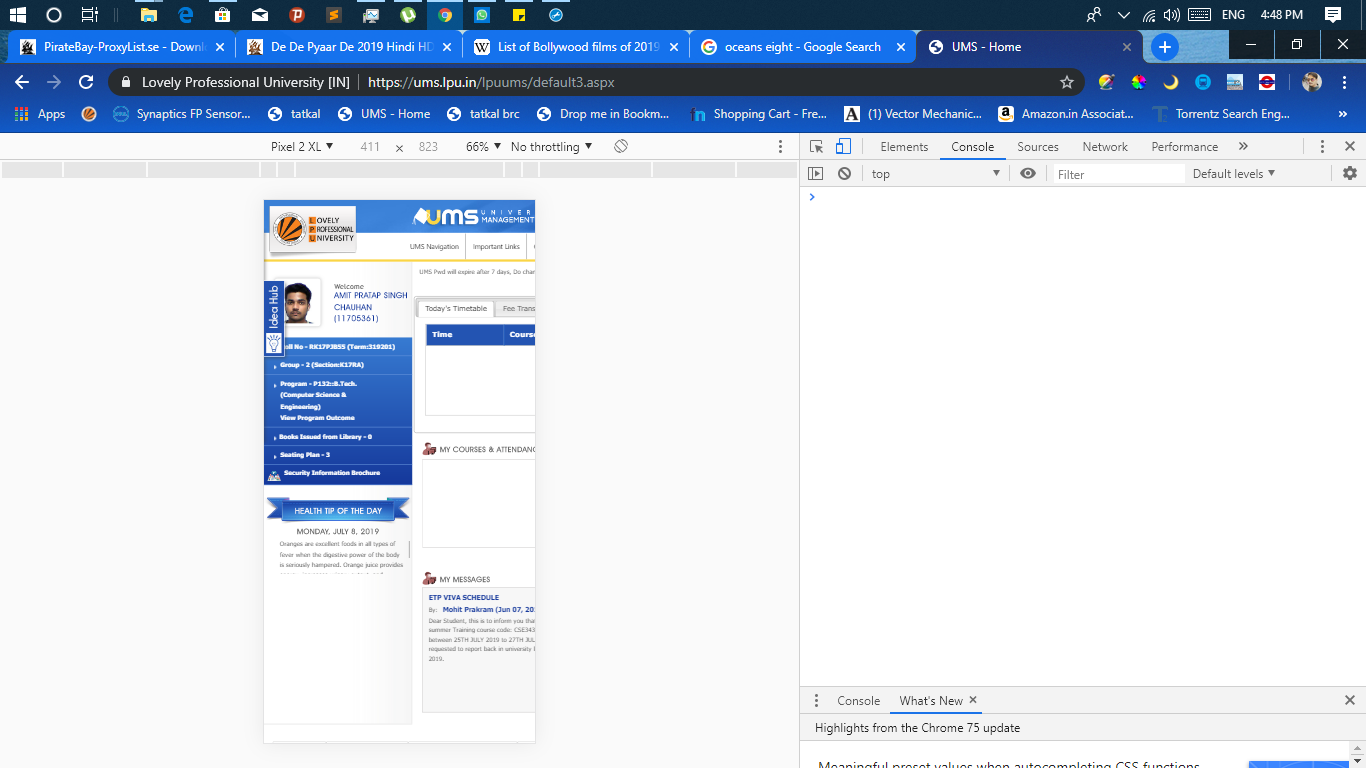 ENG 4:48 PM
PirateBay-ProxyList.se - Downl
De De Pyaar De 2019 Hindi HD
List of Bollywood films of 2019
oceans eight - Google Search
UMS - Home
Lovely Professional University [IN] https://ums.lpu.in/lpuums/default3.aspx
Apps
Synaptics FP Sensor...
tatkal
UMS - Home
tatkal brc
Drop me in Bookm...
Shopping Cart - Fre...
(1) Vector Mechanic...
Amazon.in Associat...
Torrentz Search Eng...
Pixel 2 XL 411 x 823 66% No throttling
Elements Console Sources Network Performance
top Filter Default levels
LOVELY
PROFESSIONAL
UNIVERSITY
L
P
U
UMS UNIVER
MANAGEMENT
UMS Navigation Important Links
UMS Pwd will expire after 7 days, Do chan
Idea Hub
Welcome
AMIT PRATAP SINGH
CHAUHAN
(11705361)
oll No - RK17PJB55 (Term:319201)
Group - 2 (Section:K17RA)
Program - P132::B.Tech.
(Computer Science &
Engineering)
View Program Outcome
Books Issued from Library - 0
Seating Plan - 3
Security Information Brochure
HEALTH TIP OF THE DAY
MONDAY, JULY 8, 2019
Oranges are excellent foods in all types of
fever when the digestive power of the body
is seriously hampered. Orange juice provides
Today's Timetable Fee Trans
Time Course
MY COURSES & ATTENDANC
MY MESSAGES
ETP VIVA SCHEDULE
By: Mohit Prakram (Jun 07, 20
Dear Student, this is to inform you tha
summer Training course code: CSE343
between 25TH JULY 2019 to 27TH JUL
requested to report back in university
2019.
Console What's New
Highlights from the Chrome 75 update
Meaningful preset values when autocompleting CSS functions